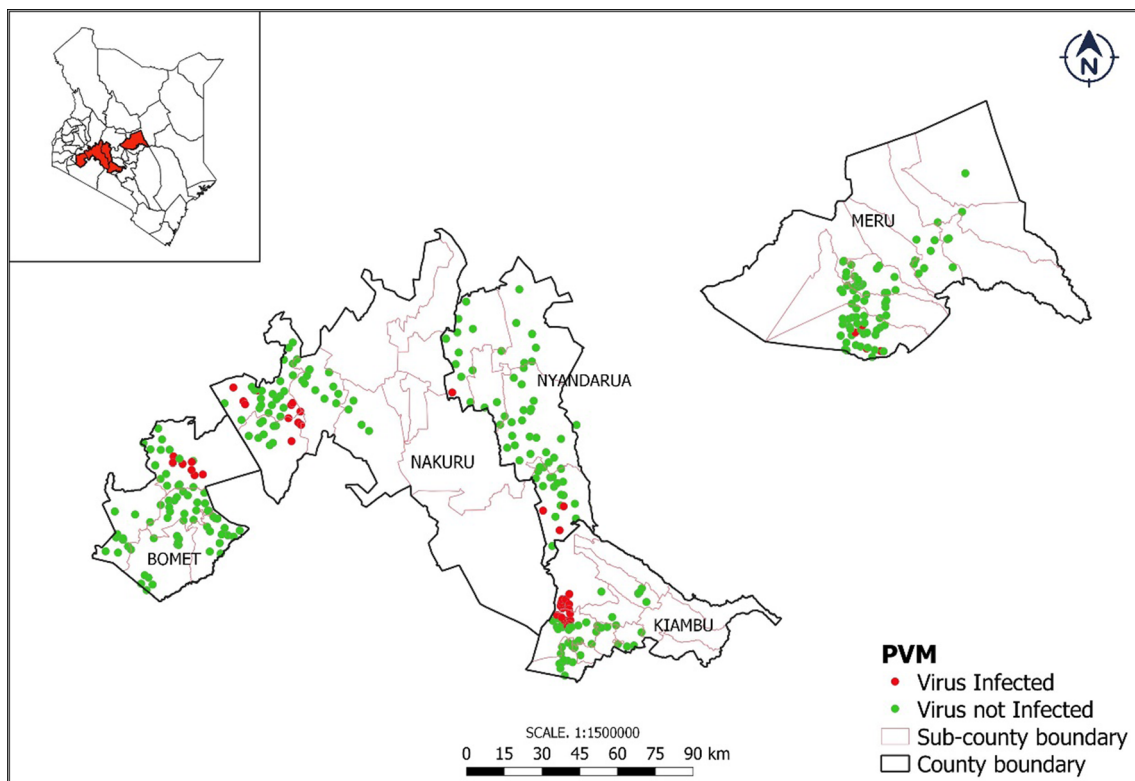 N
MERU
NYANDARUA
NAKURU
BOMET
KIAMBU
PVM
Virus Infected
Virus not Infected
Sub-county boundary
County boundary
SCALE. 1:1500000
0 15 30 45 60 75 90 km